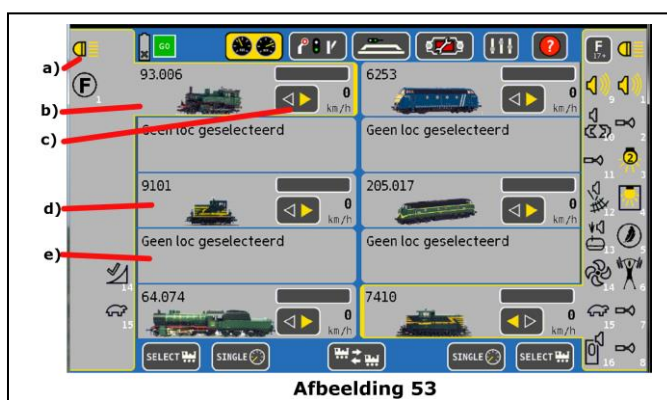 GO
?
F
17+
a)
93.006
6253
F
1
9
1
b)
0
0
km/h
km/h
c)
Geen loc geselecteerd
Geen loc geselecteerd
10
2
2
11
3
9101
205.017
d)
0
0
km/h
km/h
12
4
Geen loc geselecteerd
Geen loc geselecteerd
e)
13
5
14
14
6
64.074
7410
15
0
0
km/h
km/h
15
7
SELECT
SINGLE
SINGLE
SELECT
16
8
Afbeelding 53